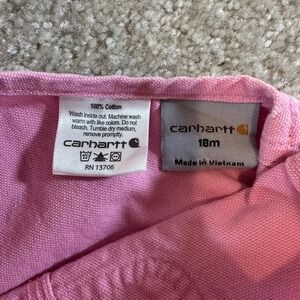 100% Cotton
Wash Inside out. Machine wash
warm with like colors. Do not
bleach. Tumble dry medium,
remove promptly.
carhartt
RN 13706
carhartt
18m
Made in Vietnam